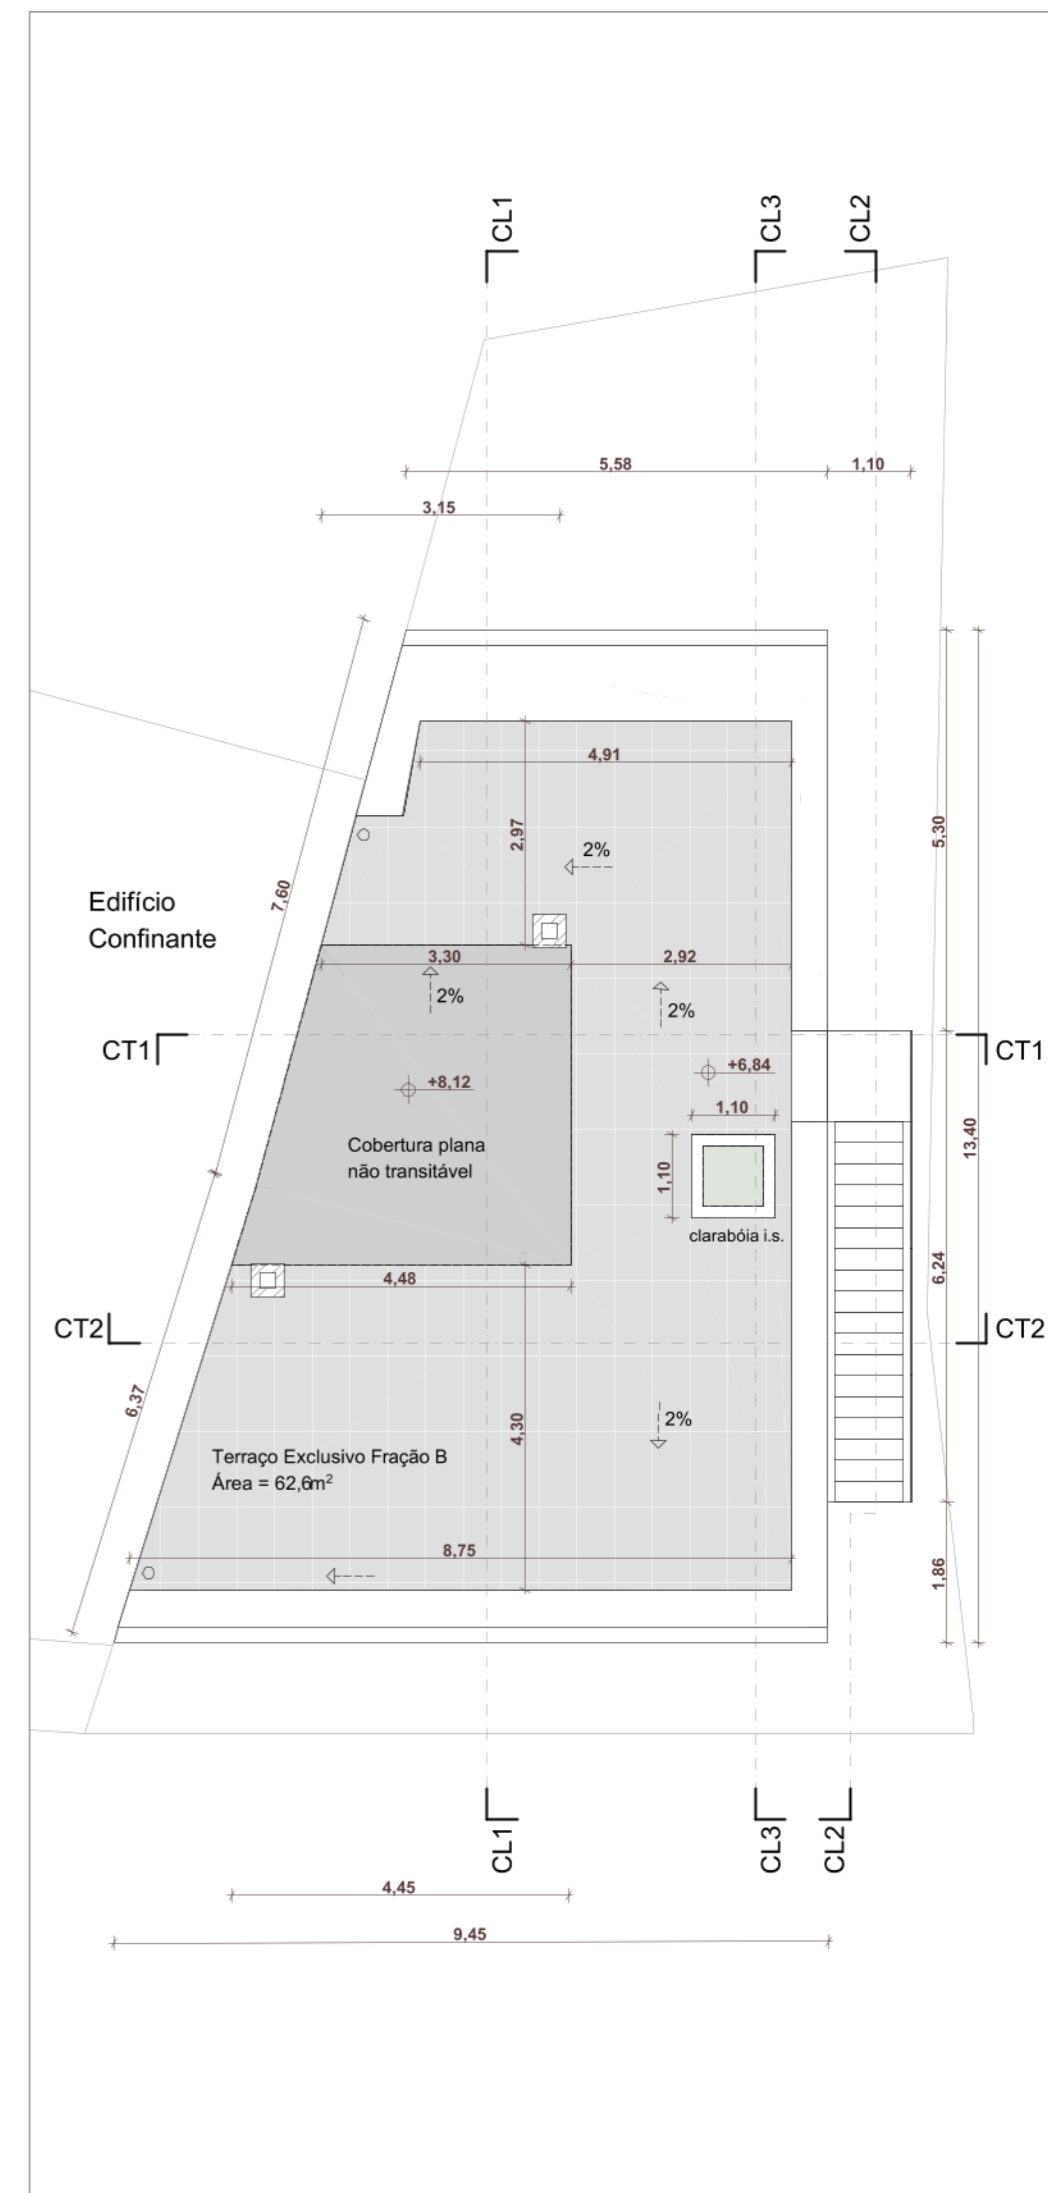 CL1
CL3
CL2
5,58
1,10
3,15
4,91
2,97
2%
5,30
7,60
Edifício
Confinante
3,30
2,92
2%
2%
CT1
CT1
+8,12
+6,84
1,10
13,40
Cobertura plana
não transitável
1,10
clarabóia i.s.
6,24
4,48
CT2
CT2
6,37
4,30
2%
Terraço Exclusivo Fração B
Área = 62,6m²
8,75
1,86
CL1
CL3
CL2
4,45
9,45